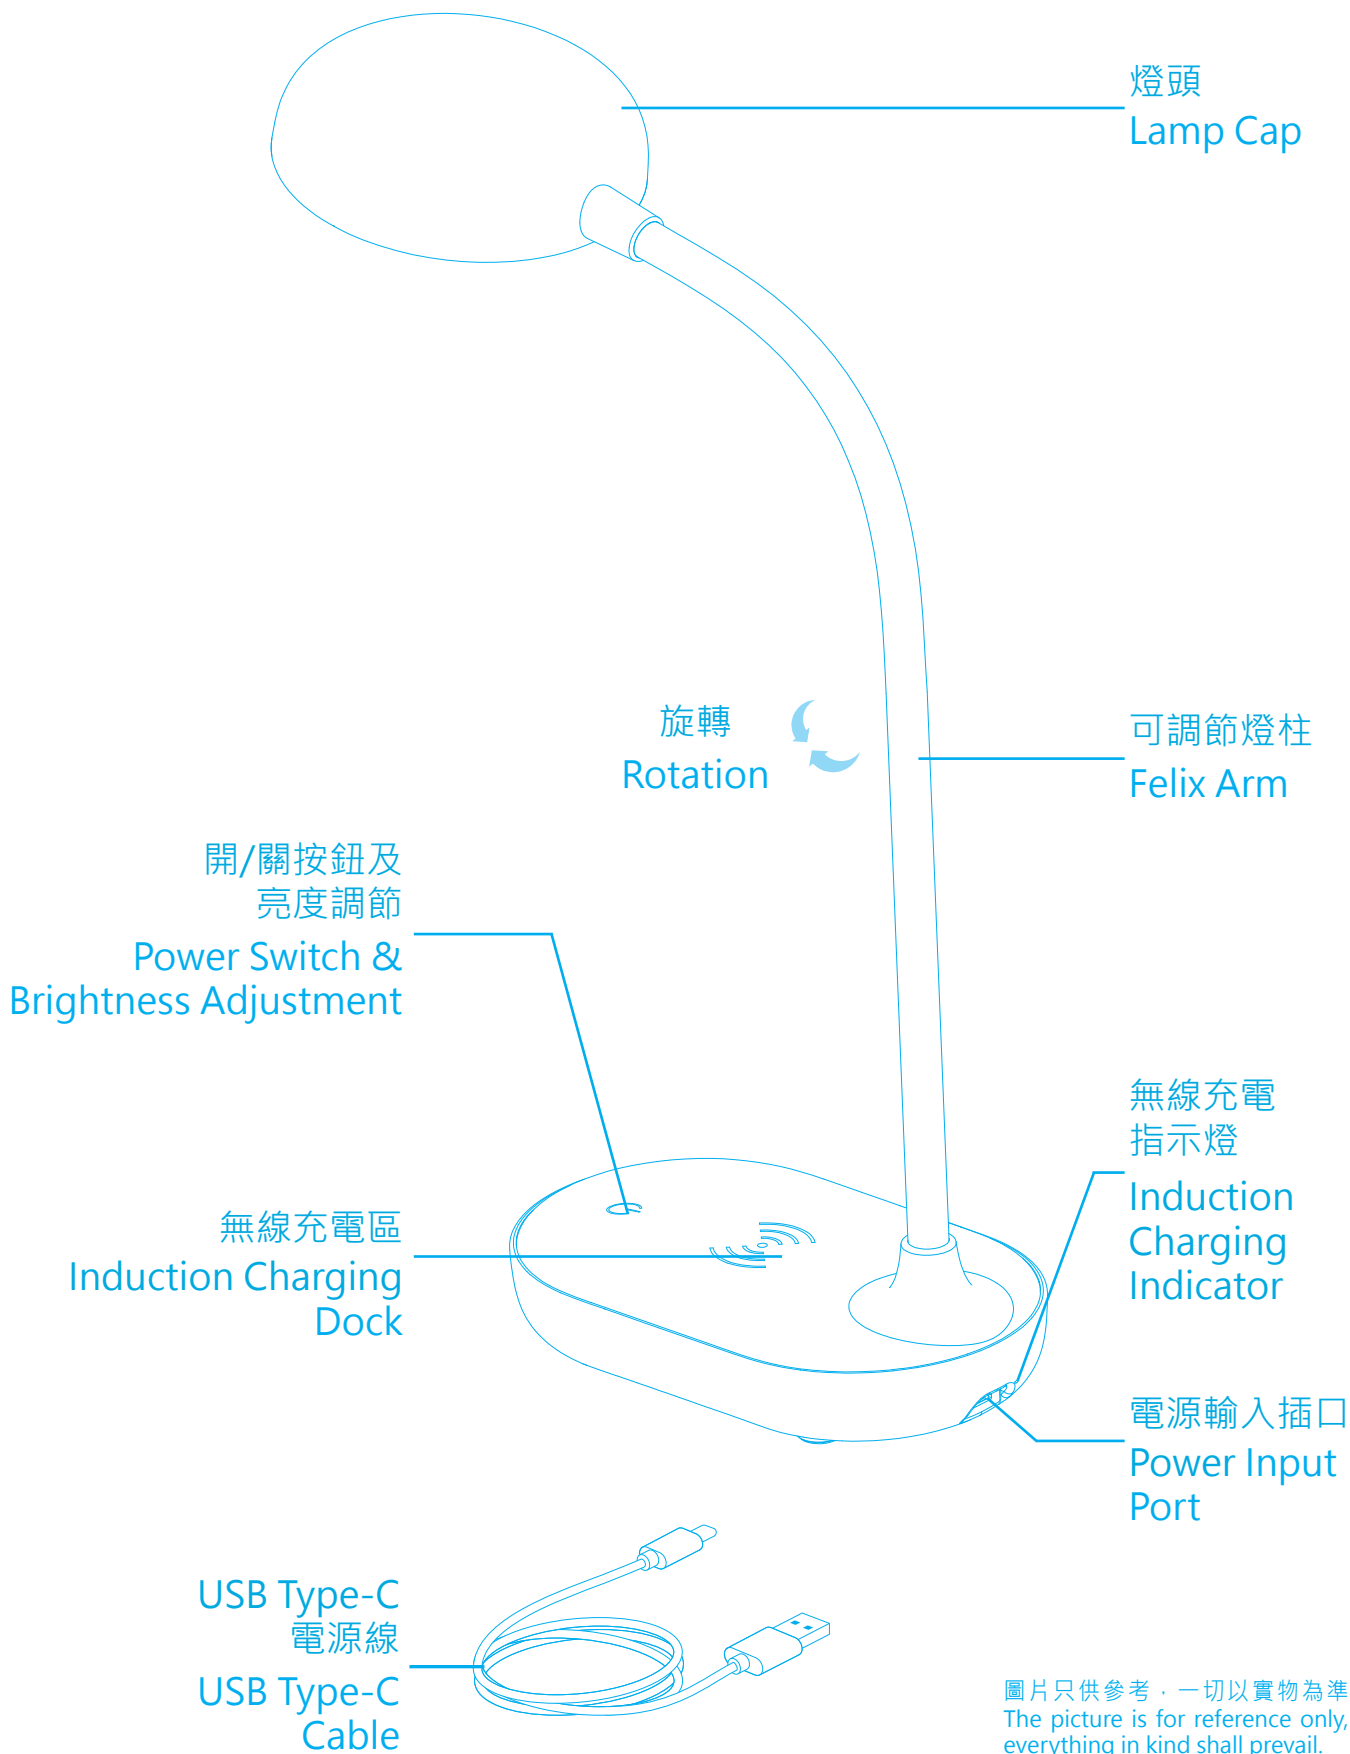 燈頭
Lamp Cap
旋轉
Rotation
可調節燈柱
Felix Arm
開/關按鈕及
亮度調節
Power Switch &
Brightness Adjustment
無線充電
指示燈
Induction
Charging
Indicator
無線充電區
Induction Charging
Dock
電源輸入插口
Power Input
Port
USB Type-C
電源線
USB Type-C
Cable
圖片只供參考，一切以實物為準
The picture is for reference only,
everything in kind shall prevail.